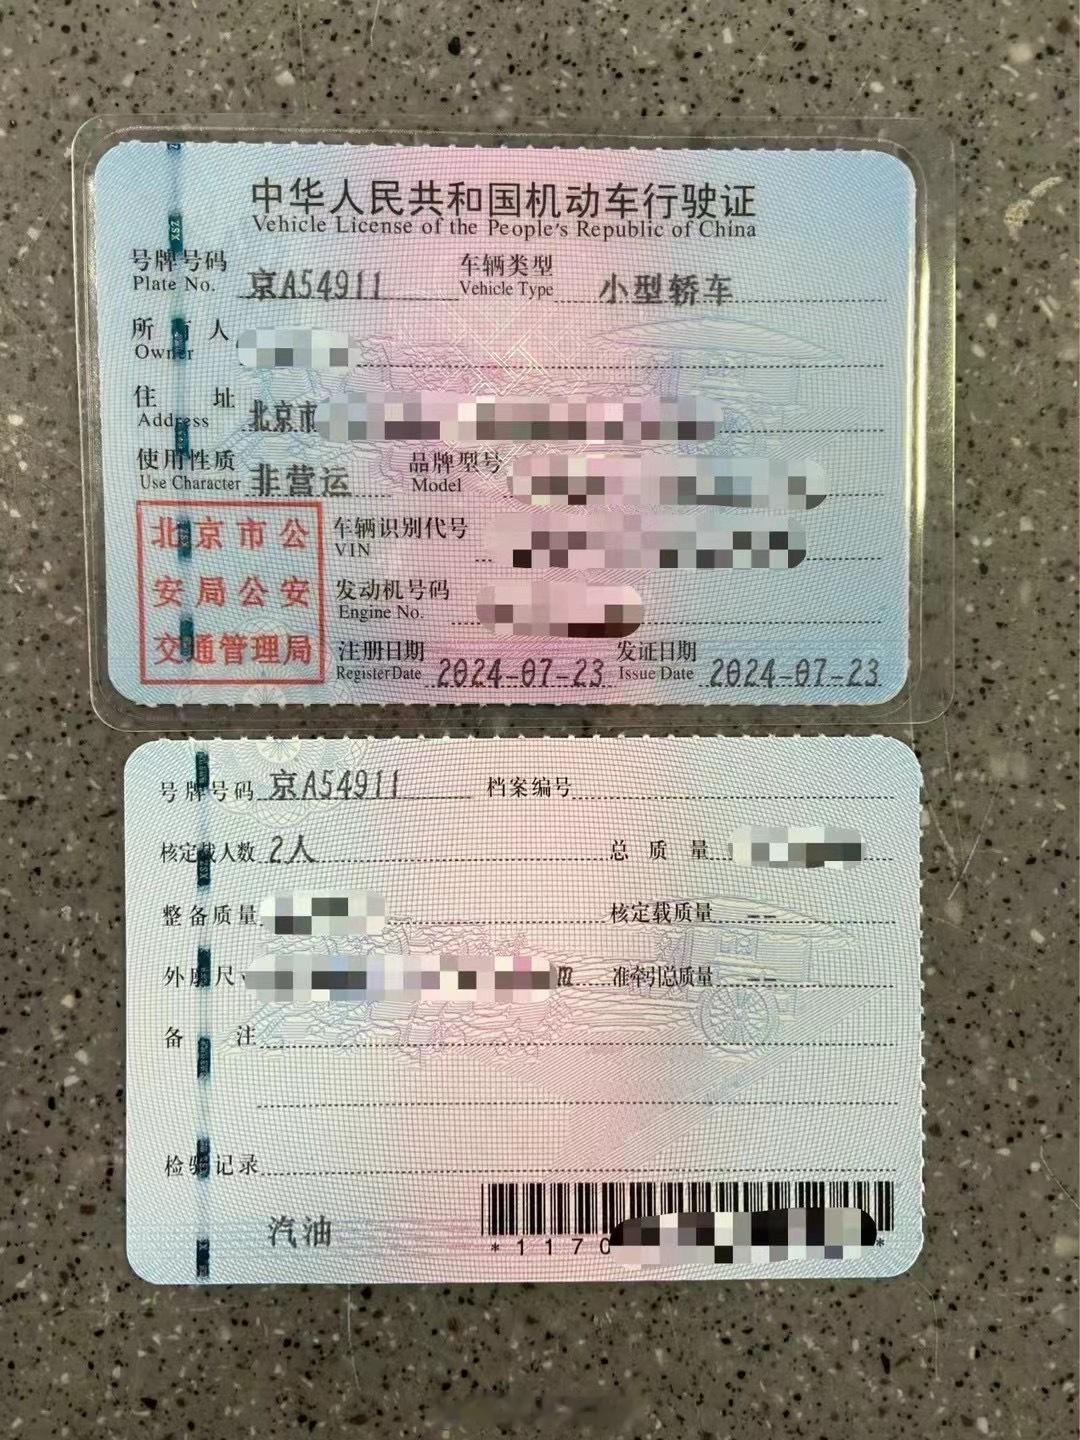 中华人民共和国机动车行驶证
Vehicle License of the People's Republic of China
号牌号码 京A54911 车辆类型 小型轿车
Plate No. Vehicle Type
所有人
Owner
住址 北京市
Address
使用性质 非营运 品牌型号
Use Character Model
北京市公
安局公安
交通管理局
车辆识别代号
VIN
发动机号码
Engine No.
注册日期 2024-07-23 发证日期 2024-07-23
Register Date Issue Date
号牌号码 京A54911 档案编号
核定载人数 2人 总质量
整备质量 核定载质量 --
外廓尺 准牵引总质量 --
备注
检验记录
汽油
*1170 *